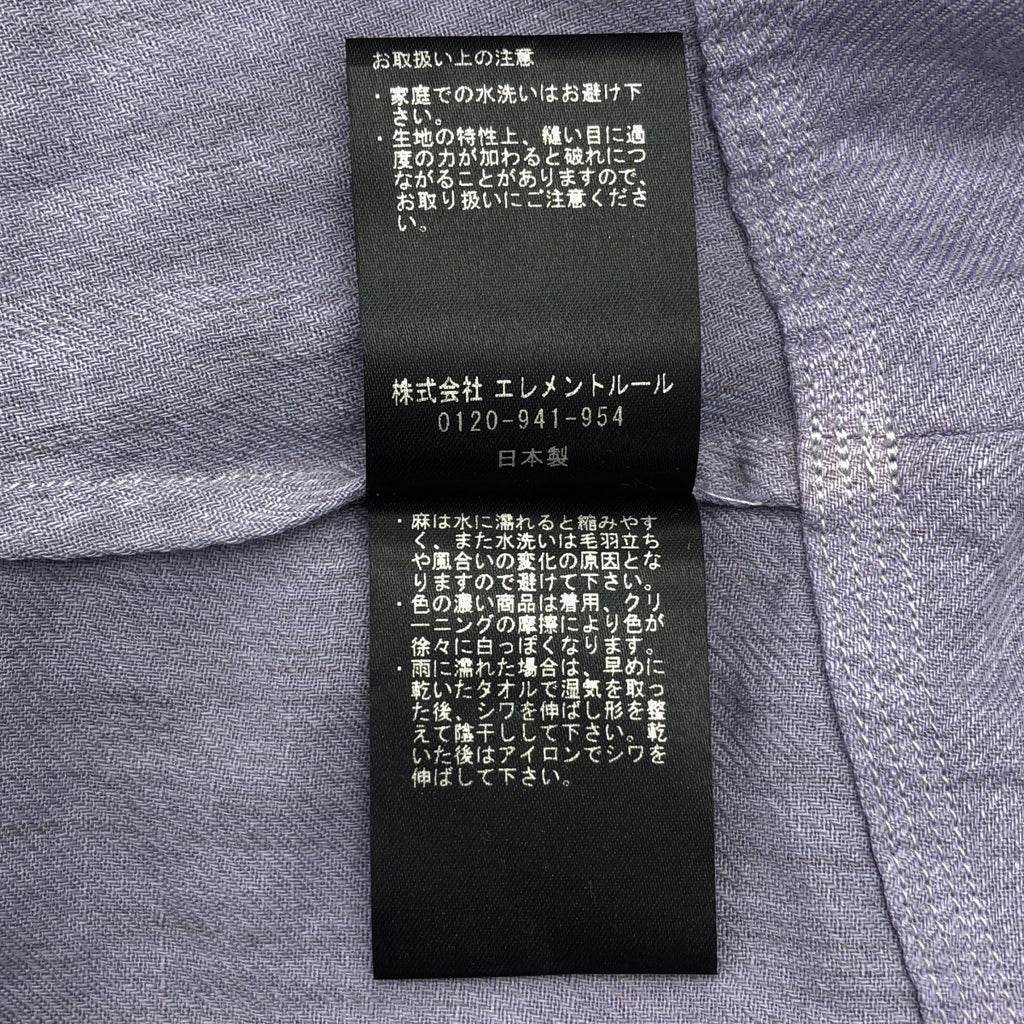 お取扱い上の注意
・家庭での水洗いはお避け下
さい。
・生地の特性上、縫い目に過
度の力が加わると破れにつ
ながることがありますので、
お取り扱いにご注意くださ
い。
株式会社 エレメントルール
0120-941-954
日本製
・麻は水に濡れると縮みやす
く、また水洗いは毛羽立ち
や風合いの変化の原因とな
りますので避けて下さい。
・色の濃い商品は着用、クリ
ーニングの摩擦により色が
徐々に白っぽくなります。
・雨に濡れた場合は、早めに
乾いたタオルで湿気を取っ
た後、シワを伸ばし形を整
えて陰干しして下さい。乾
いた後はアイロンでシワを
伸ばして下さい。